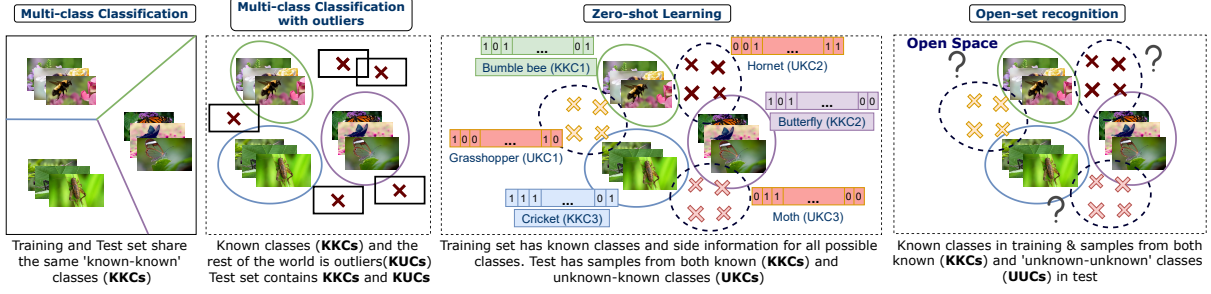 Multi-class Classification
Training and Test set share
the same 'known-known'
classes (KKCs)
Multi-class Classification
with outliers
Known classes (KKCs) and the
rest of the world is outliers(KUCs)
Test set contains KKCs and KUCs
Zero-shot Learning
1 0 1 ... 0 1
Bumble bee (KKC1)
0 0 1 ... 1 1
Hornet (UKC2)
1 0 1 ... 0 0
Butterfly (KKC2)
1 0 0 ... 1 0
Grasshopper (UKC1)
1 1 1 ... 0 1
Cricket (KKC3)
0 1 1 ... 0 0
Moth (UKC3)
Training set has known classes and side information for all possible
classes. Test has samples from both known (KKCs) and
unknown-known classes (UKCs)
Open-set recognition
Open Space
?
?
?
Known classes in training & samples from both
known (KKCs) and 'unknown-unknown' classes
(UUCs) in test